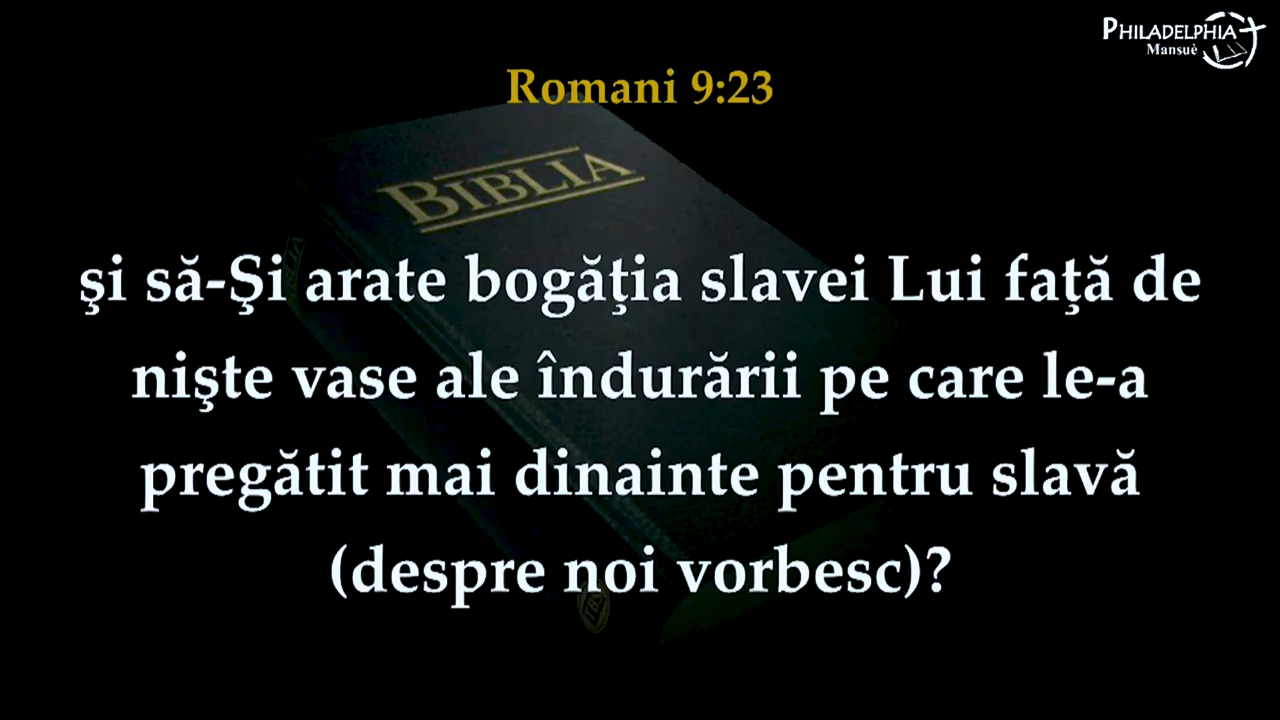 PHILADELPHIA
Mansuè
Romani 9:23
BIBLIA
şi să-Şi arate bogăţia slavei Lui faţă de
nişte vase ale îndurării pe care le-a
pregătit mai dinainte pentru slavă
(despre noi vorbesc)?
TBS